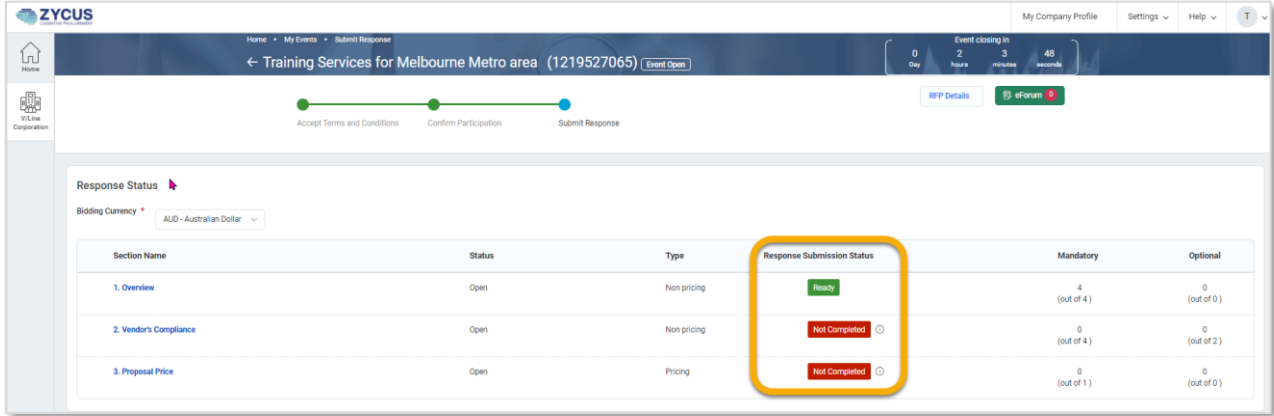 ZYCUS
COGNITIVE PROCUREMENT
My Company Profile
Settings
Help
T
Home
V/Line
Corporation
Home • My Events • Submit Response
← Training Services for Melbourne Metro area (1219527065) Event Open
Event closing in
0 2 3 48
Day hours minutes seconds
Accept Terms and Conditions
Confirm Participation
Submit Response
RFP Details
eForum 0
Response Status
Bidding Currency *
AUD - Australian Dollar
Section Name Status Type Response Submission Status Mandatory Optional
1. Overview Open Non pricing Ready 4 0
(out of 4 ) (out of 0 )
2. Vendor's Compliance Open Non pricing Not Completed 0 0
(out of 4 ) (out of 2 )
3. Proposal Price Open Pricing Not Completed 0 0
(out of 1 ) (out of 0 )